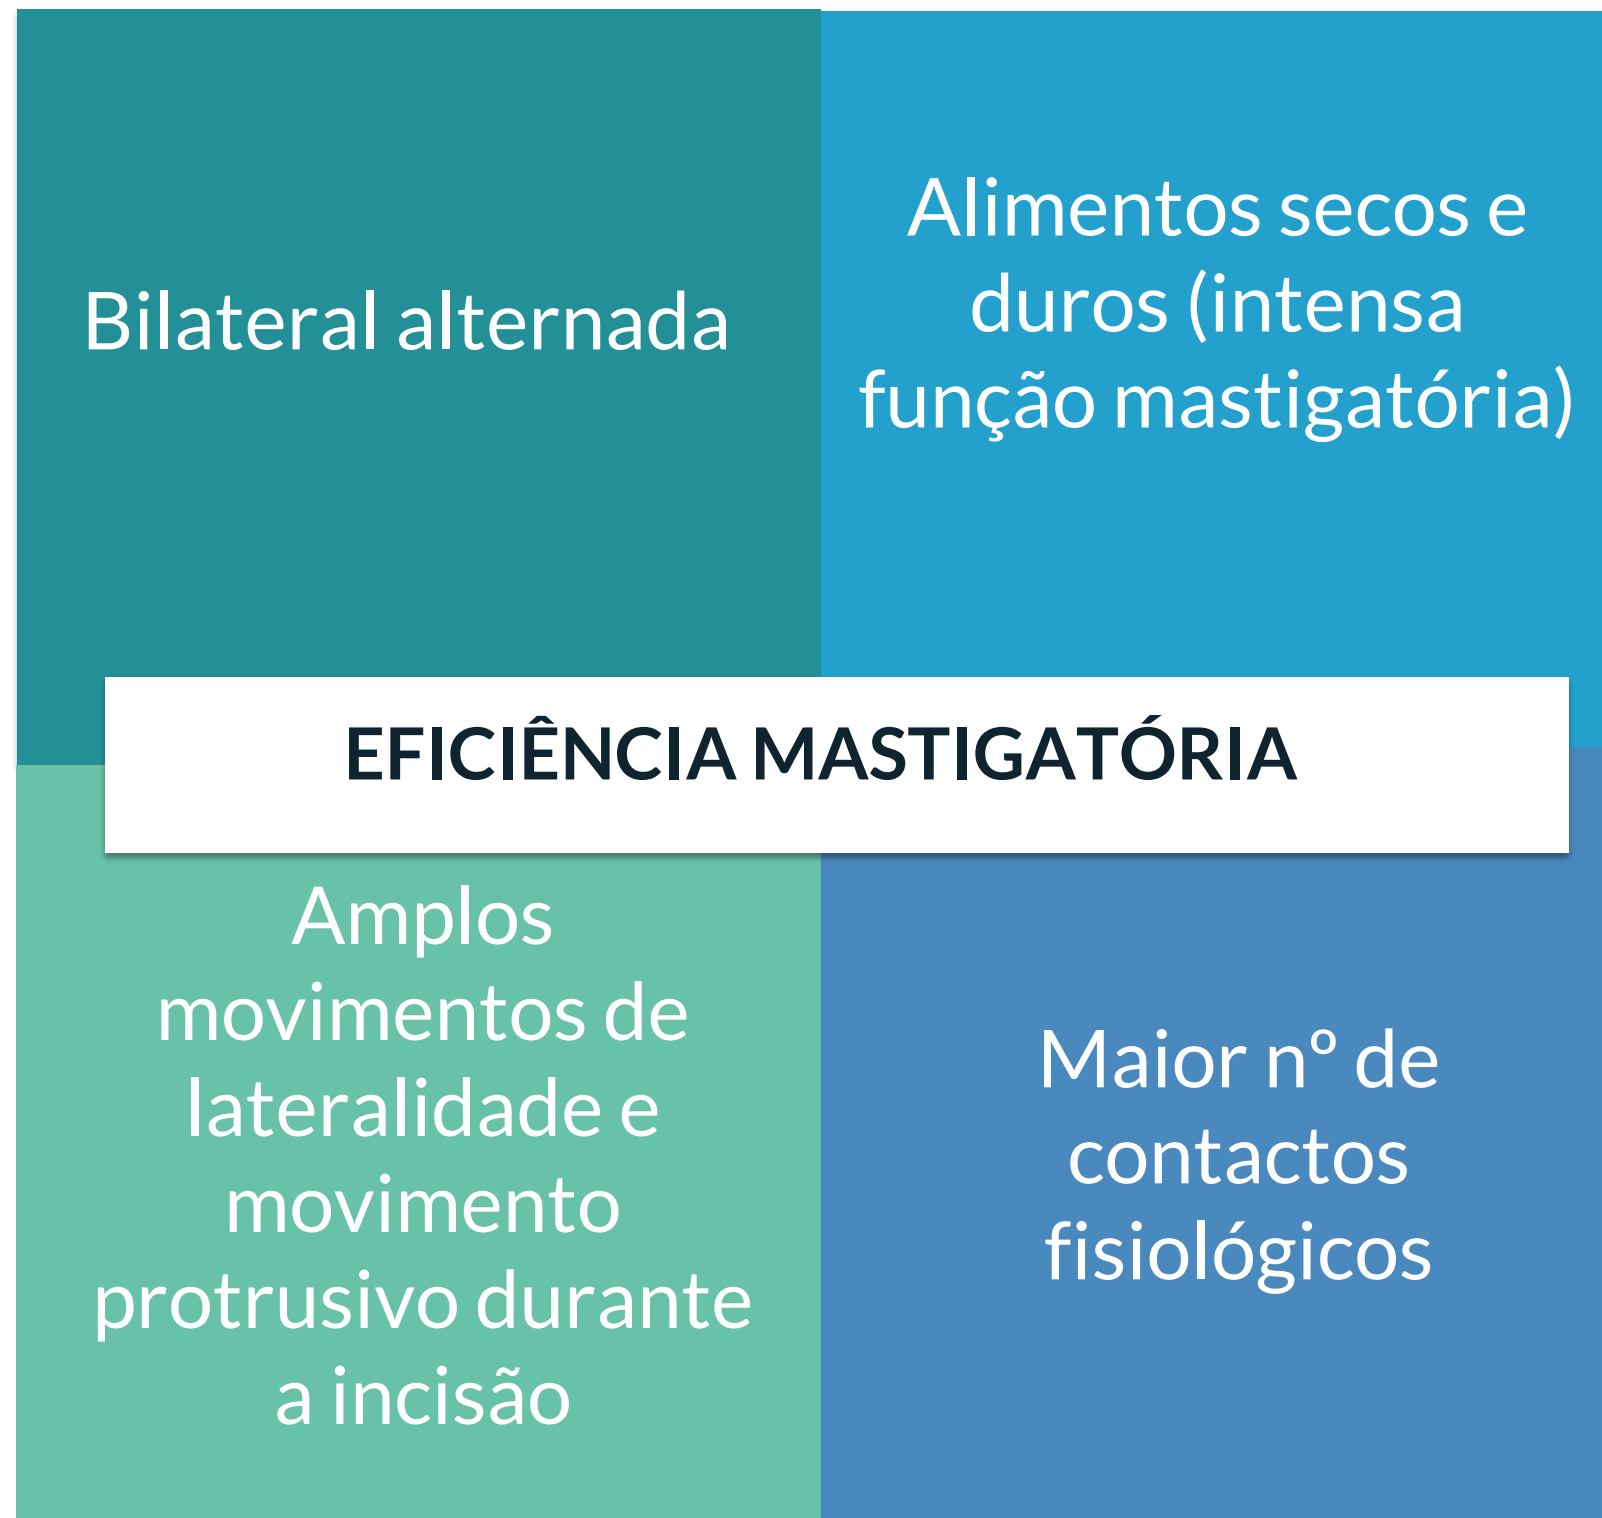 Bilateral alternada
Alimentos secos e
duros (intensa
função mastigatória)
EFICIÊNCIA MASTIGATÓRIA
Amplos
movimentos de
lateralidade e
movimento
protrusivo durante
a incisão
Maior nº de
contactos
fisiológicos